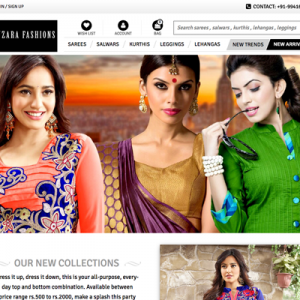 IN / SIGN UP
CONTACT: +91-9941
ZARA FASHIONS
WISH LIST
ACCOUNT
BAG
Search sarees, salwars, kurthis, lehangas, leggings
SAREES
SALWARS
KURTHIS
LEGGINGS
LEHANGAS
NEW TRENDS
NEW ARRI
OUR NEW COLLECTIONS
ress it up, dress it down, this is your all-purpose, every-
day top and bottom combination. Available between
price range rs.500 to rs.2000, make a splash this party